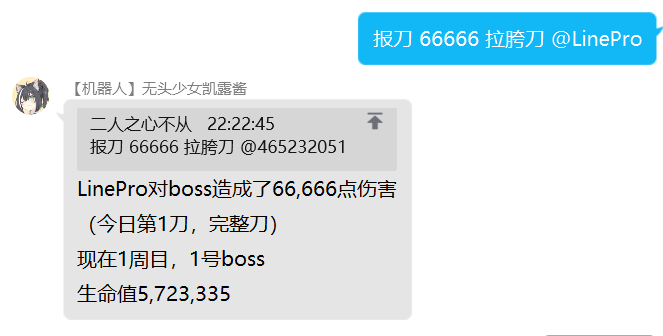 报刀 66666 拉胯刀 @LinePro
【机器人】无头少女凯露酱
二人之心不从 22:22:45
报刀 66666 拉胯刀 @465232051
LinePro对boss造成了66,666点伤害
（今日第1刀，完整刀）
现在1周目，1号boss
生命值5,723,335